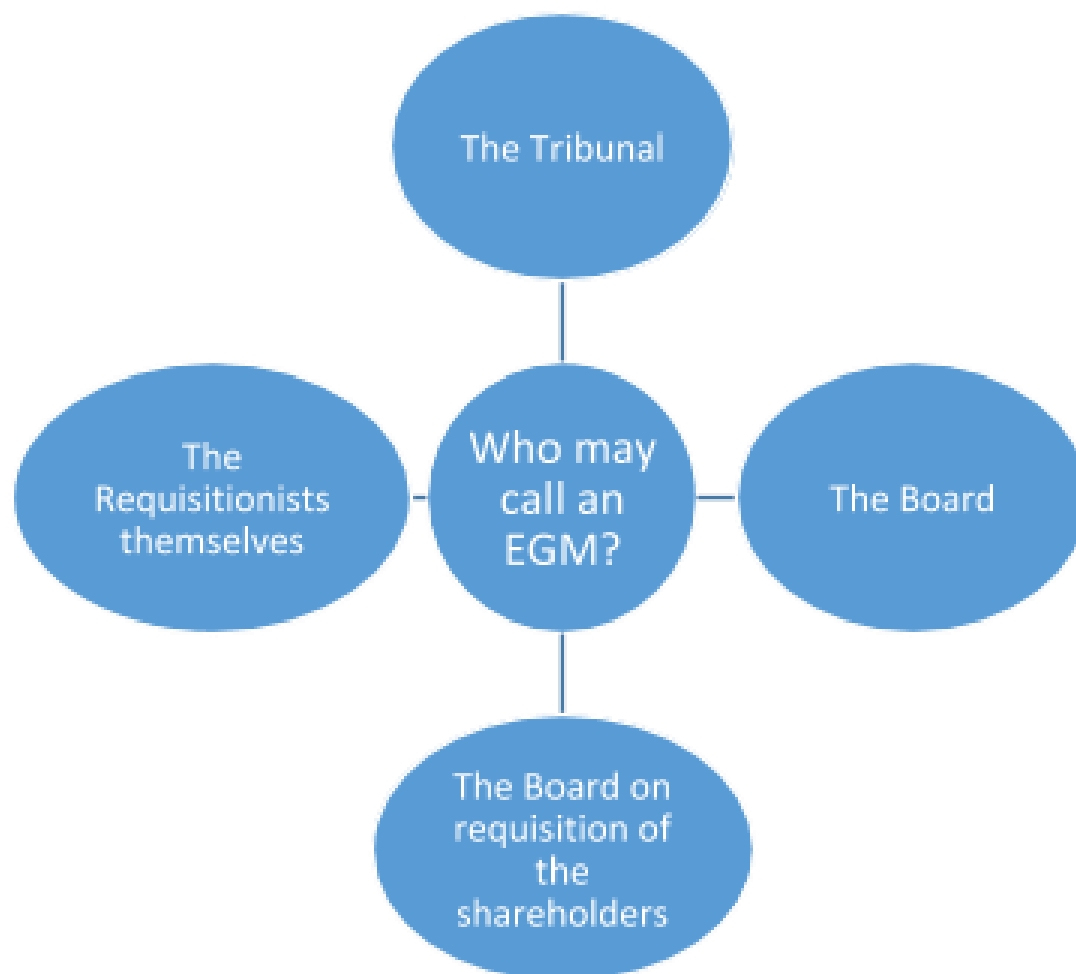 The Tribunal
The
Requisitionists
themselves
Who may
call an
EGM?
The Board
The Board on
requisition of
the
shareholders